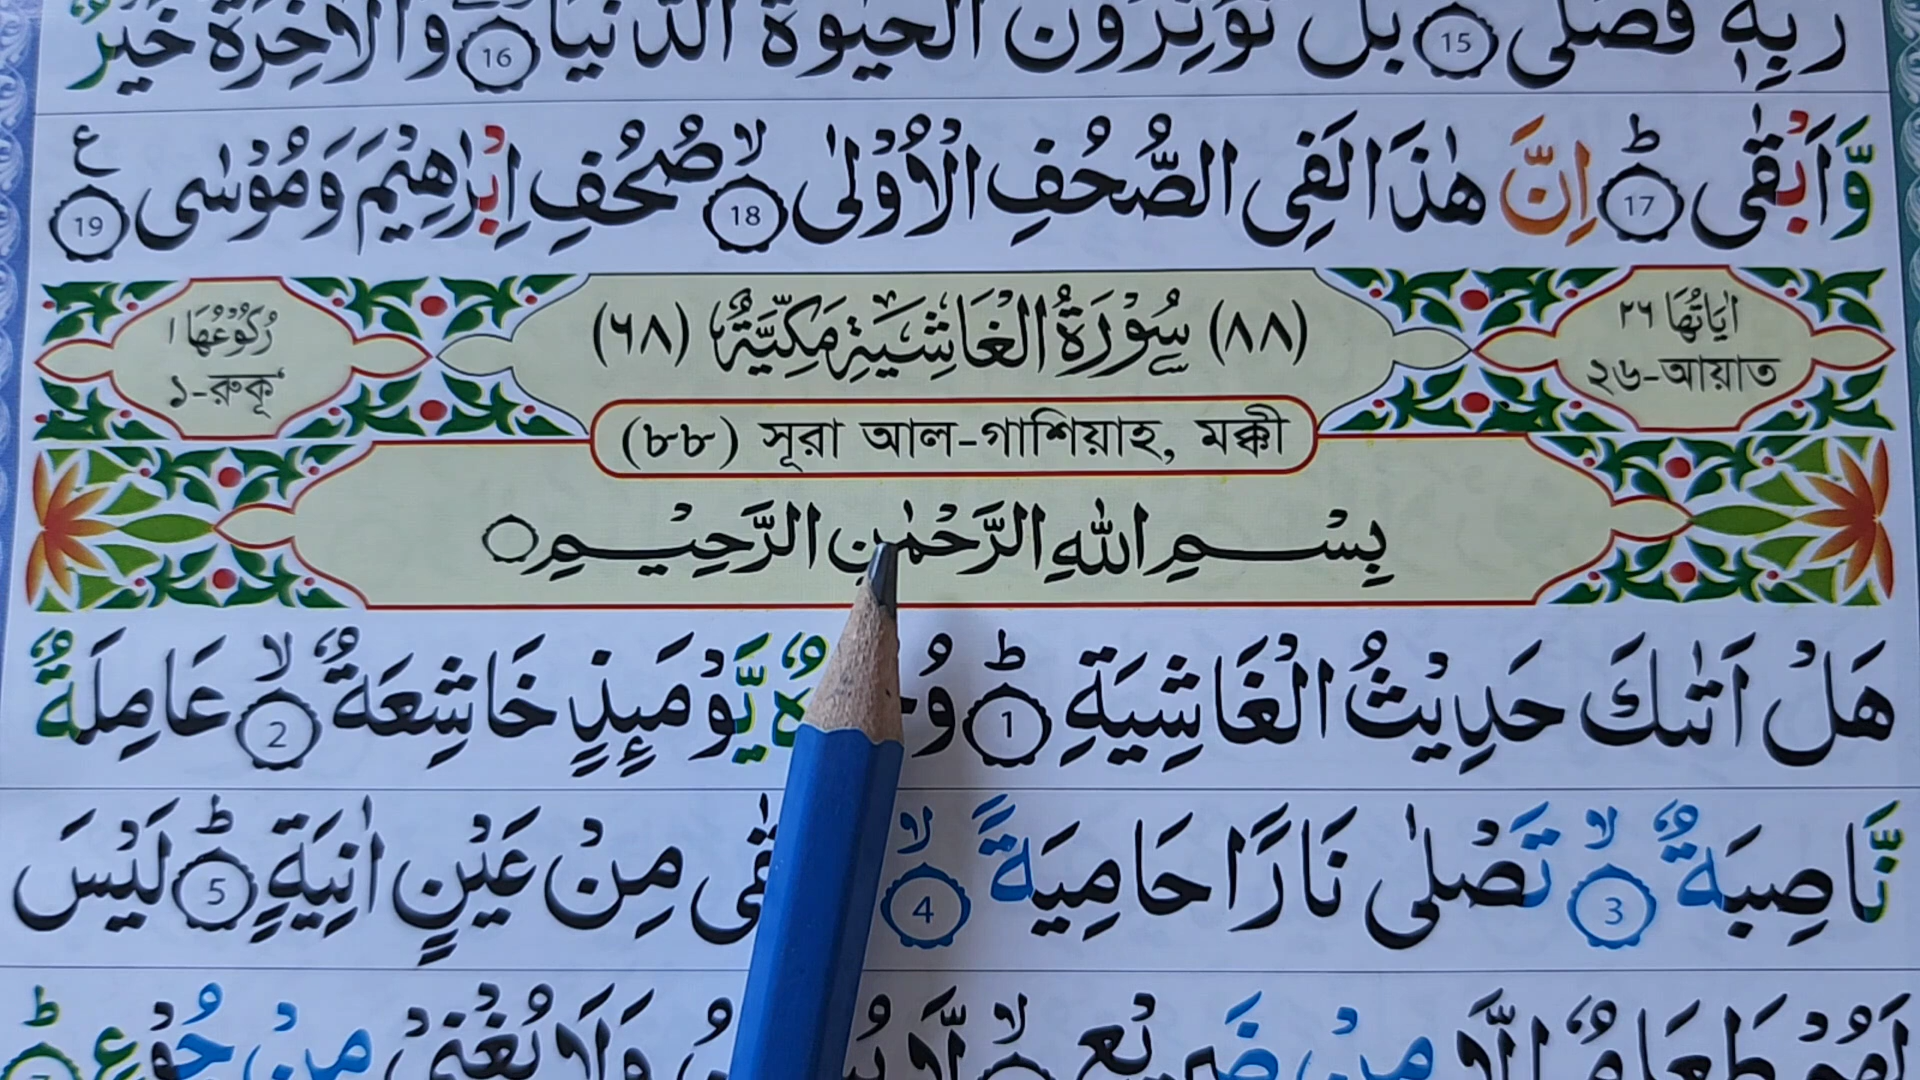 رَبِّهٖ فَصَلّٰى ⑮ بَلْ تُؤْثِرُوْنَ الْحَيٰوةَ الدُّنْيَا ⑯ وَالْاٰخِرَةُ خَيْرٌ
وَّاَبْقٰى ؕ ⑰ اِنَّ هٰذَا لَفِى الصُّحُفِ الْاُوْلٰى ۙ ⑱ صُحُفِ اِبْرٰهِيْمَ وَمُوْسٰى ⑲ ع
اٰيَاتُهَا ٢٦
২৬-আয়াত
(٨٨) سُوْرَةُ الْغَاشِيَةِ مَكِّيَّةٌ (٦٨)
رُكُوْعُهَا ١
১-রুকূ‘
(৮৮) সূরা আল-গাশিয়াহ, মক্কী
بِسْمِ اللّٰهِ الرَّحْمٰنِ الرَّحِيْمِ
هَلْ اَتٰىكَ حَدِيْثُ الْغَاشِيَةِ ؕ ① يَّوْمَىِٕذٍ خَاشِعَةٌ ۙ ② عَامِلَةٌ
نَّاصِبَةٌ ۙ ③ تَصْلٰى نَارًا حَامِيَةً ۙ ④ مِنْ عَيْنٍ اٰنِيَةٍ ؕ ⑤ لَيْسَ
لَهُمْ طَعَامٌ اِلَّا مِنْ ضَرِيْعٍ ۙ لَّا وَلَا يُغْنِىْ مِنْ جُوْعٍ ؕ